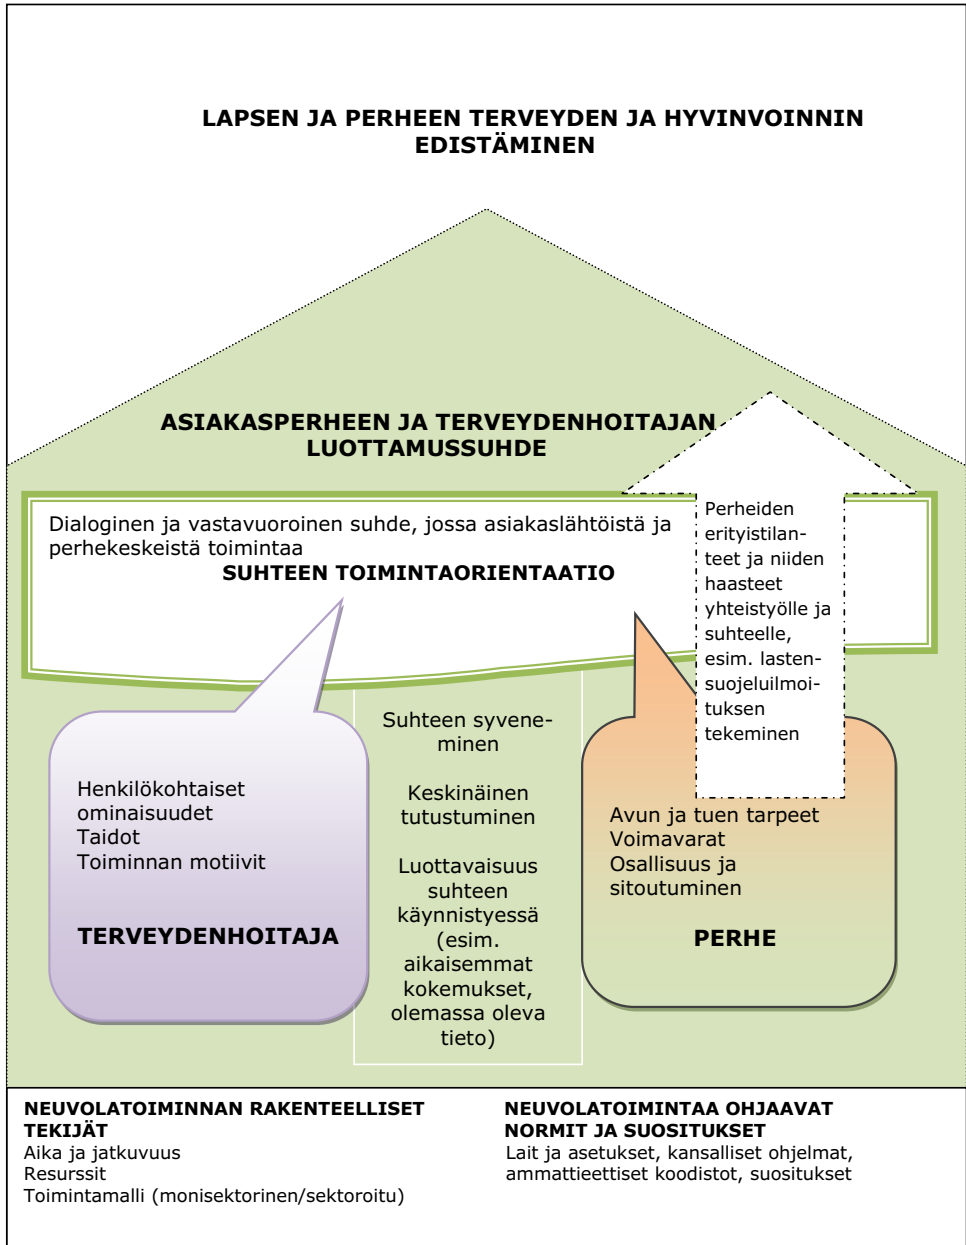 LAPSEN JA PERHEEN TERVEYDEN JA HYVINVOINNIN
EDISTÄMINEN
ASIAKASPERHEEN JA TERVEYDENHOITAJAN
LUOTTAMUSSUHDE
Dialoginen ja vastavuoroinen suhde, jossa asiakaslähtöistä ja
perhekeskeistä toimintaa
SUHTEEN TOIMINTAORIENTAATIO
Perheiden
erityistilan-
teet ja niiden
haasteet
yhteistyölle ja
suhteelle,
esim. lasten-
suojeluilmoi-
tuksen
tekeminen
Henkilökohtaiset
ominaisuudet
Taidot
Toiminnan motiivit
TERVEYDENHOITAJA
Suhteen syvene-
minen
Keskinäinen
tutustuminen
Luottavaisuus
suhteen
käynnistyessä
(esim.
aikaisemmat
kokemukset,
olemassa oleva
tieto)
Avun ja tuen tarpeet
Voimavarat
Osallisuus ja
sitoutuminen
PERHE
NEUVOLATOIMINNAN RAKENTEELLISET
TEKIJÄT
Aika ja jatkuvuus
Resurssit
Toimintamalli (monisektorinen/sektoroitu)
NEUVOLATOIMINTAA OHJAAVAT
NORMIT JA SUOSITUKSET
Lait ja asetukset, kansalliset ohjelmat,
ammattieettiset koodistot, suositukset